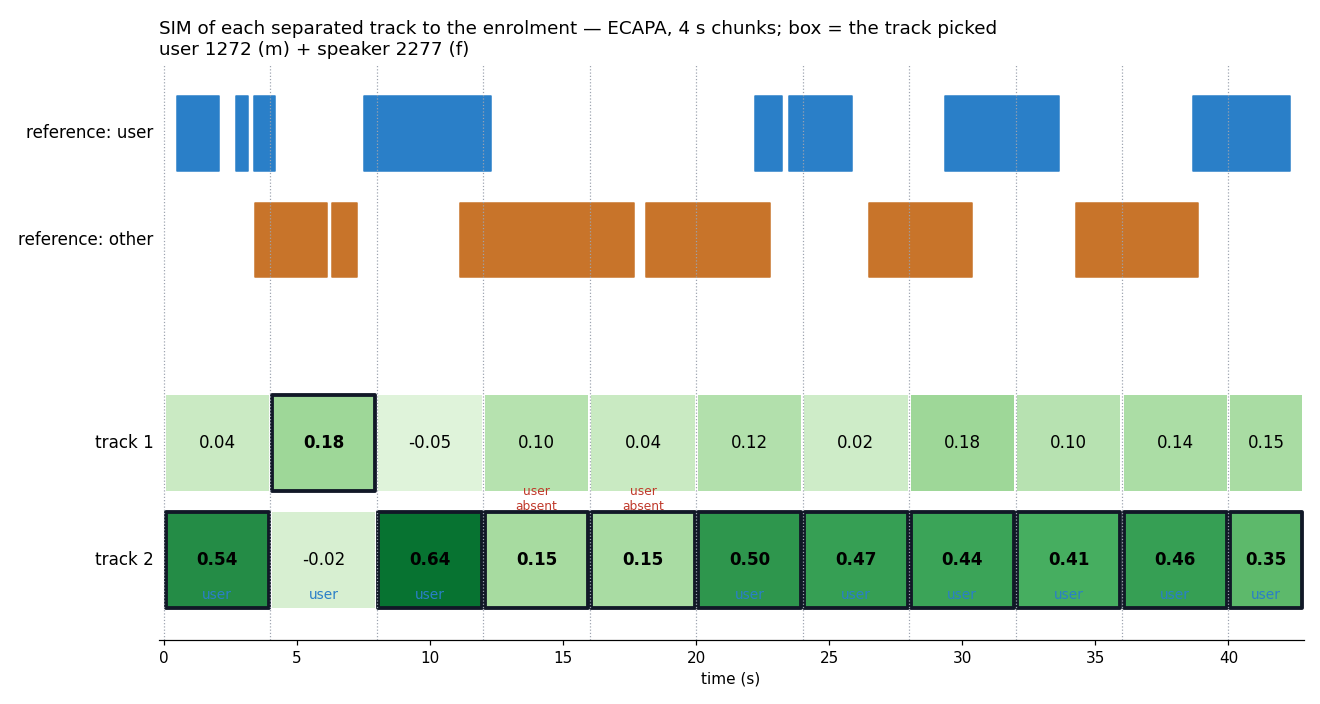 SIM of each separated track to the enrolment — ECAPA, 4 s chunks; box = the track picked
user 1272 (m) + speaker 2277 (f)
reference: user
reference: other
track 1
0.04 0.18 -0.05 0.10 0.04 0.12 0.02 0.18 0.10 0.14 0.15
user absent user absent
track 2
0.54 -0.02 0.64 0.15 0.15 0.50 0.47 0.44 0.41 0.46 0.35
user user user user user user user user user
0 5 10 15 20 25 30 35 40
time (s)